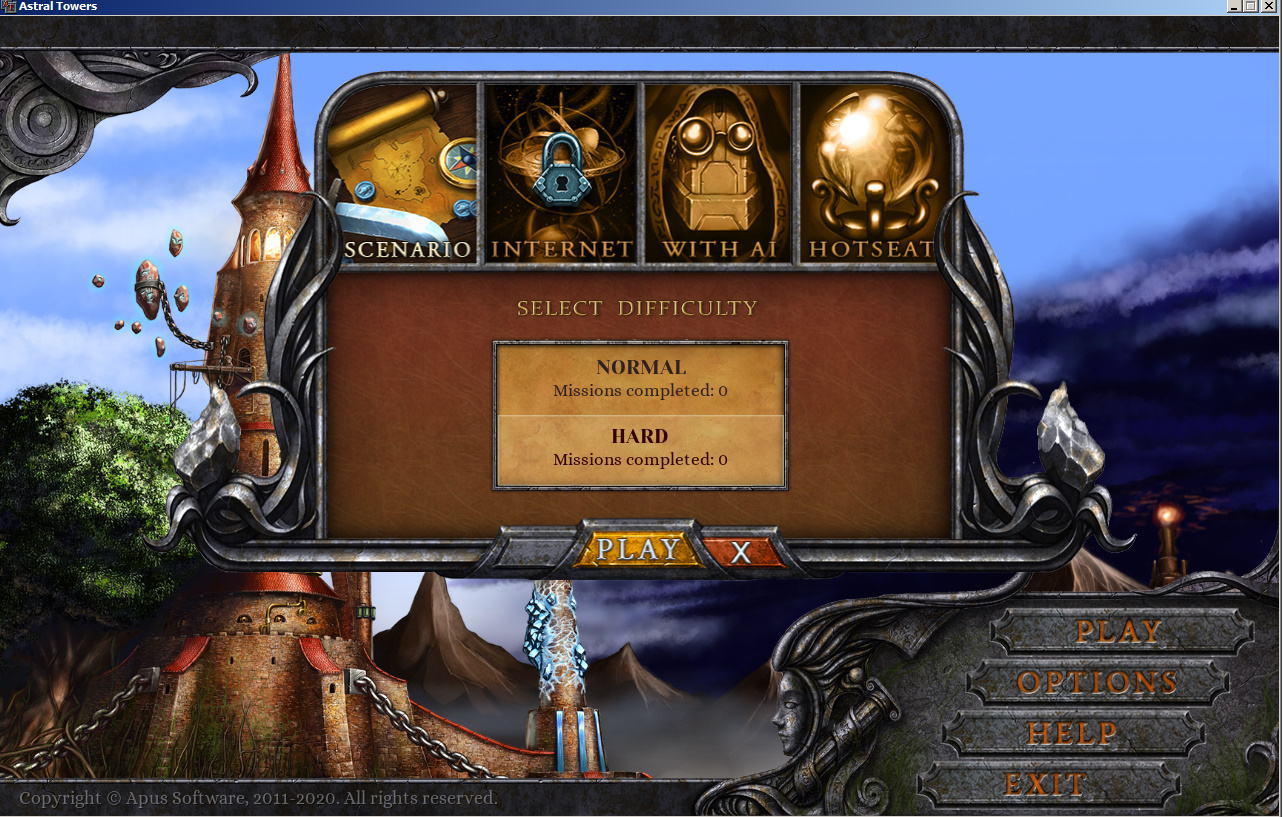 Astral Towers
SCENARIO
INTERNET
WITH AI
HOTSEAT
SELECT DIFFICULTY
NORMAL
Missions completed: 0
HARD
Missions completed: 0
PLAY
X
PLAY
OPTIONS
HELP
EXIT
Copyright © Apus Software, 2011-2020. All rights reserved.